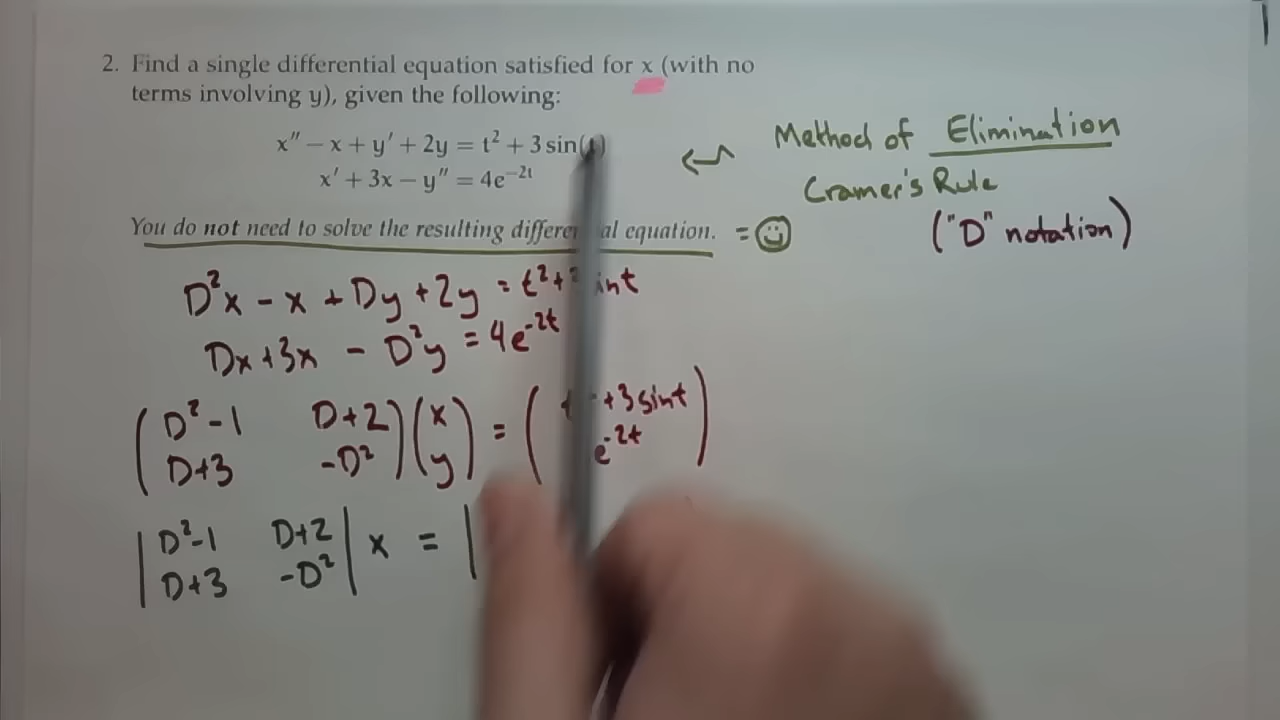 2. Find a single differential equation satisfied for x (with no
terms involving y), given the following:
x″ − x + y′ + 2y = t² + 3 sin(t)
x′ + 3x − y″ = 4e⁻²ᵗ
You do not need to solve the resulting differential equation. = ☺
Method of Elimination
Cramer's Rule
("D" notation)
D²x - x + Dy + 2y = t² + int
Dx + 3x - D²y = 4e⁻²ᵗ
( D²-1 D+2 ) ( x ) = ( +3 sint )
( D+3 -D² ) ( y ) ( e⁻²ᵗ )
| D²-1 D+2 | x = |
| D+3 -D² |